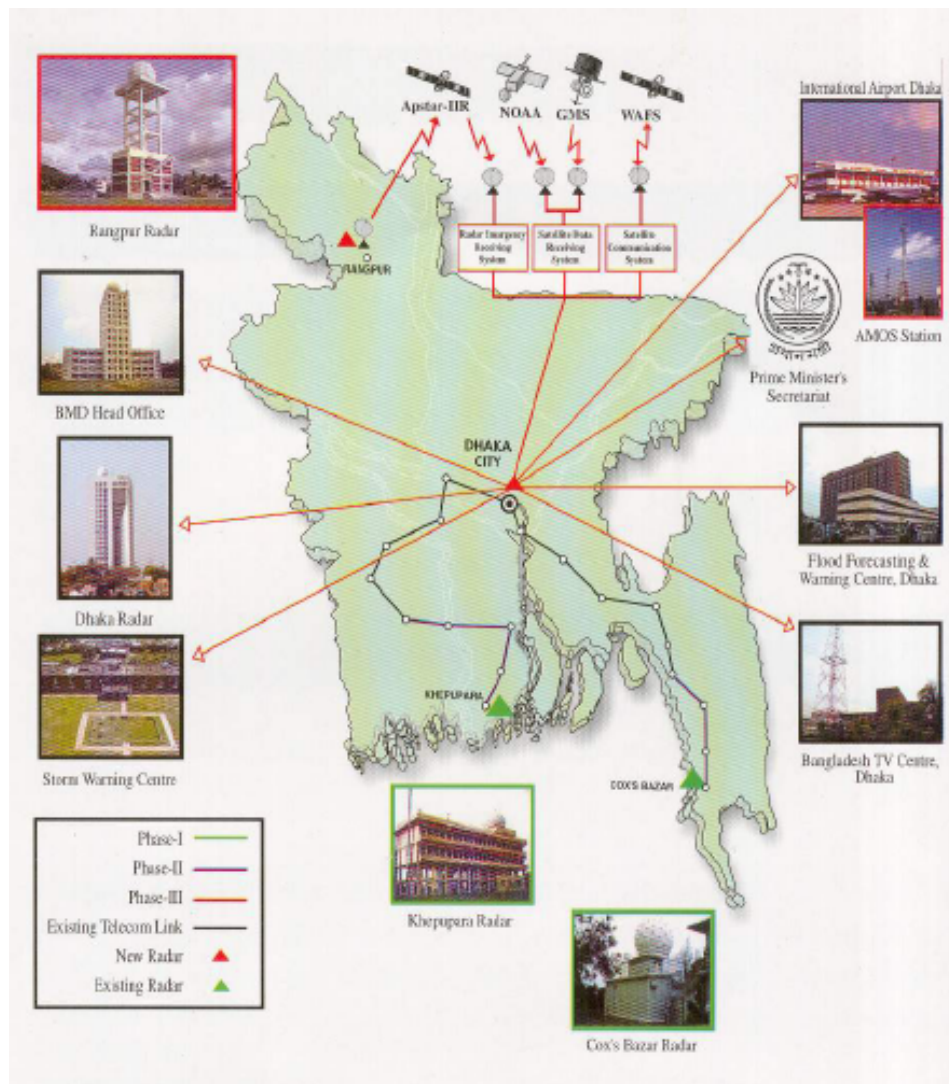 Apstar-IIR
NOAA
GMS
WAFS
International Airport Dhaka
Rangpur Radar
Radar Imergency
Receiving
System
Satellite Data
Receiving
System
Satellite
Communication
System
RANGPUR
AMOS Station
প্রধানমন্ত্রী
Prime Minister's
Secretariat
BMD Head Office
DHAKA
CITY
Flood Forecasting &
Warning Centre, Dhaka
Dhaka Radar
KHEPUPARA
Storm Warning Centre
COX'S BAZAR
Bangladesh TV Centre,
Dhaka
Phase-I
Phase-II
Phase-III
Existing Telecom Link
New Radar
Existing Radar
Khepupara Radar
Cox's Bazar Radar